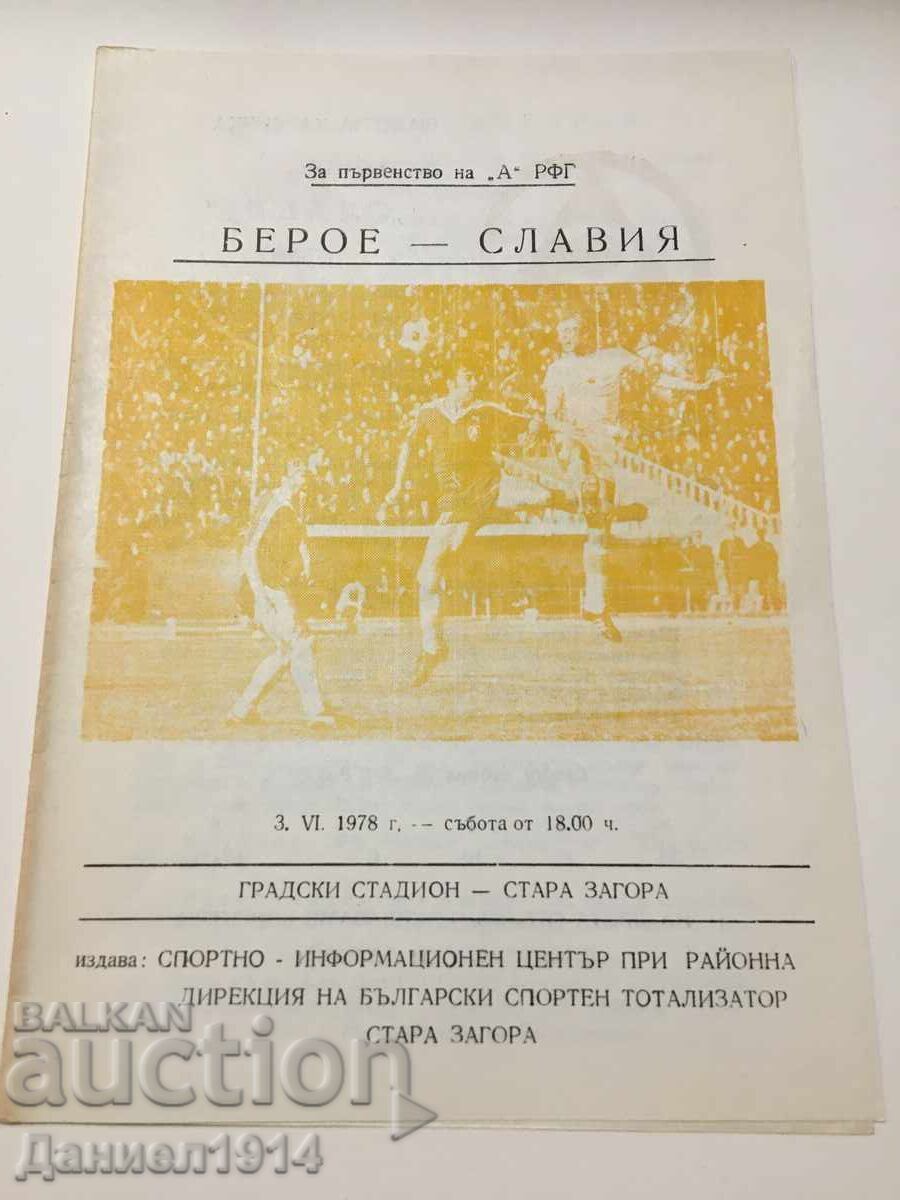 За първенство на „А“ РФГ
БЕРОЕ — СЛАВИЯ
3. VI. 1978 г. -- събота от 18.00 ч.
ГРАДСКИ СТАДИОН — СТАРА ЗАГОРА
издава: СПОРТНО - ИНФОРМАЦИОНЕН ЦЕНТЪР ПРИ РАЙОННА
ДИРЕКЦИЯ НА БЪЛГАРСКИ СПОРТЕН ТОТАЛИЗАТОР
СТАРА ЗАГОРА
BALKAN
auction
Даниел1914